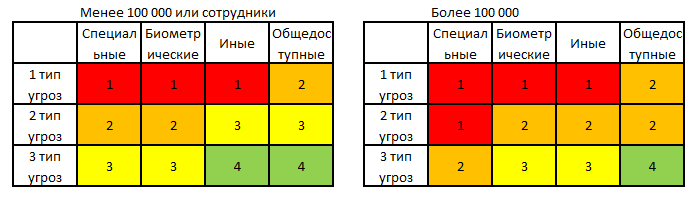 Менее 100 000 или сотрудники
Специал
ьные
Биометр
ические
Иные
Общедос
тупные
1 тип
угроз
1
1
1
2
2 тип
угроз
2
2
3
3
3 тип
угроз
3
3
4
4
Более 100 000
Специал
ьные
Биометр
ические
Иные
Общедос
тупные
1 тип
угроз
1
1
1
2
2 тип
угроз
1
2
2
2
3 тип
угроз
2
3
3
4